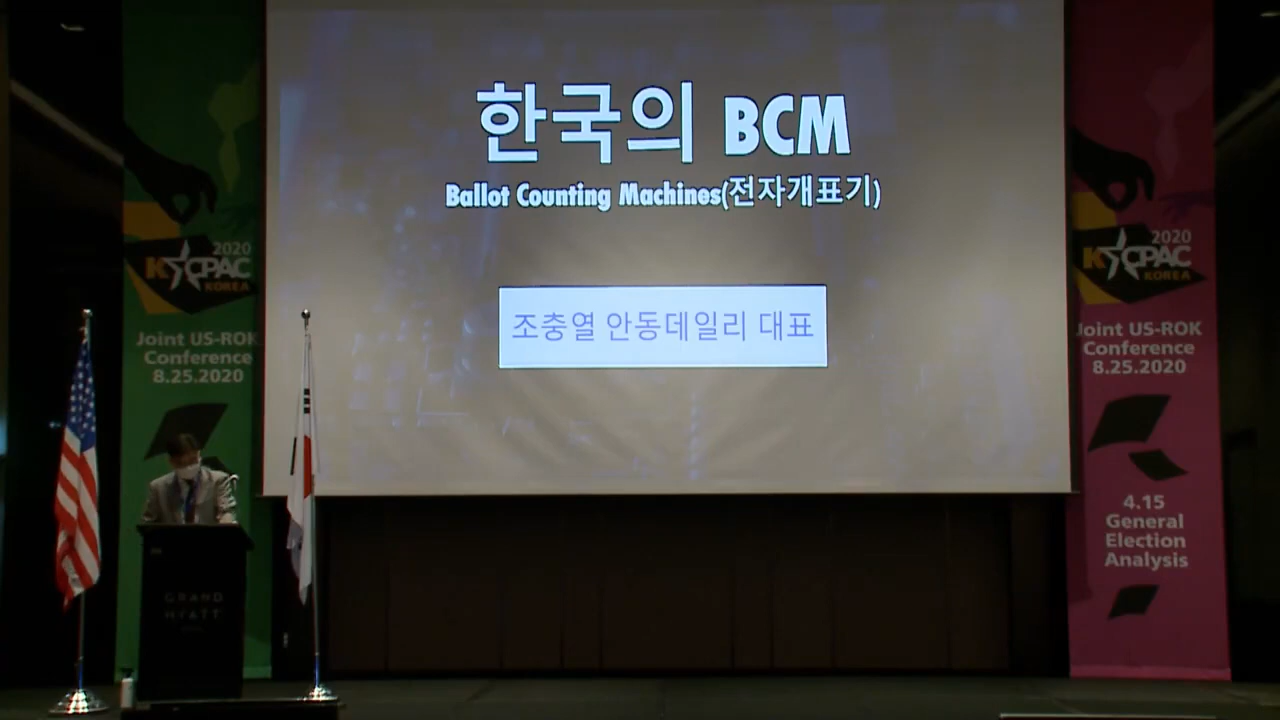 한국의 BCM
Ballot Counting Machines(전자개표기)
조충열 안동데일리 대표
2020
KCPAC
KOREA
Joint US-ROK
Conference
8.25.2020
GRAND
HYATT
2020
KCPAC
KOREA
Joint US-ROK
Conference
8.25.2020
4.15
General
Election
Analysis